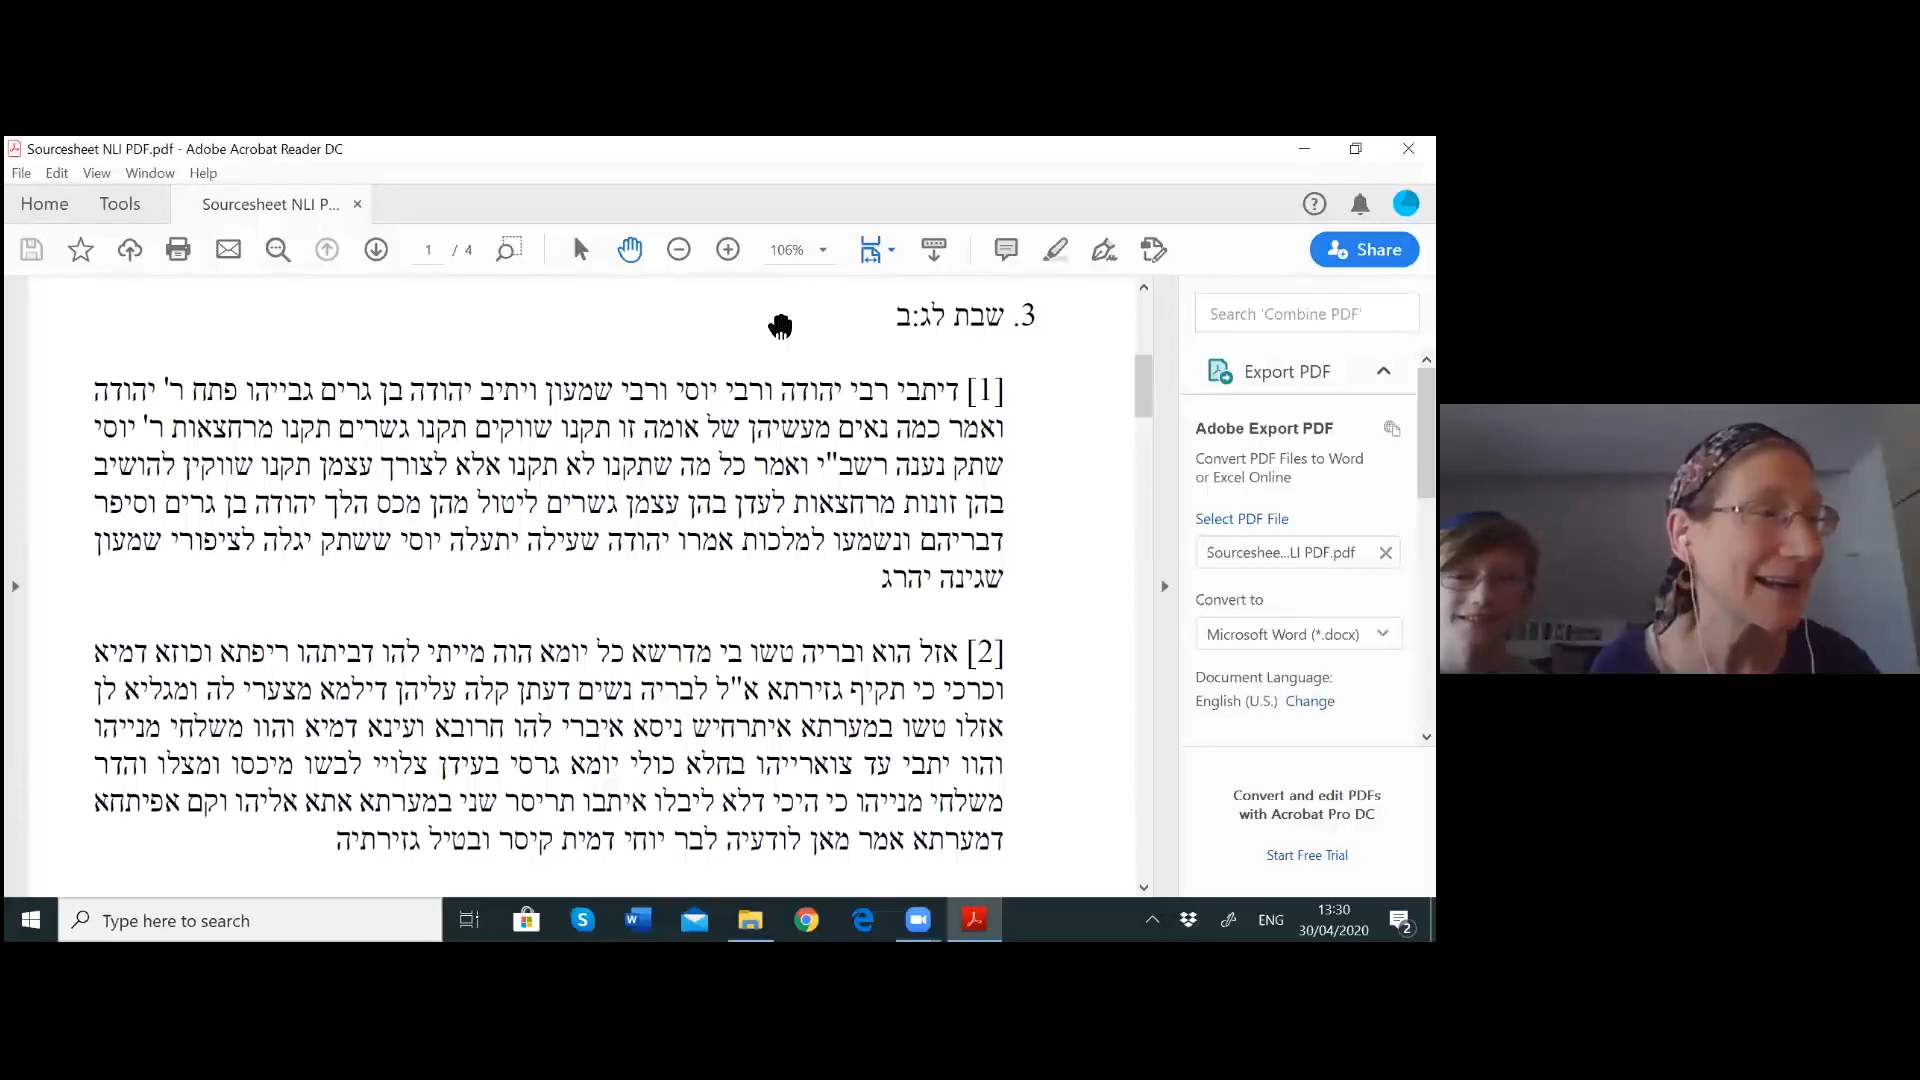 Sourcesheet NLI PDF.pdf - Adobe Acrobat Reader DC
File Edit View Window Help
Home Tools Sourcesheet NLI P... ×
1 / 4 106% Share
3. שבת לג:ב
[1] דיתבי רבי יהודה ורבי יוסי ורבי שמעון ויתיב יהודה בן גרים גבייהו פתח ר' יהודה
ואמר כמה נאים מעשיהן של אומה זו תקנו שווקים תקנו גשרים תקנו מרחצאות ר' יוסי
שתק נענה רשב"י ואמר כל מה שתקנו לא תקנו אלא לצורך עצמן תקנו שווקין להושיב
בהן זונות מרחצאות לעדן בהן עצמן גשרים ליטול מהן מכס הלך יהודה בן גרים וסיפר
דבריהם ונשמעו למלכות אמרו יהודה שעילה יתעלה יוסי ששתק יגלה לציפורי שמעון
שגינה יהרג
[2] אזל הוא ובריה טשו בי מדרשא כל יומא הוה מייתי להו דביתהו ריפתא וכוזא דמיא
וכרכי כי תקיף גזירתא א"ל לבריה נשים דעתן קלה עליהן דילמא מצערי לה ומגליא לן
אזלו טשו במערתא איתרחיש ניסא איברי להו חרובא ועינא דמיא והוו משלחי מנייהו
והוו יתבי עד צוארייהו בחלא כולי יומא גרסי בעידן צלויי לבשו מיכסו ומצלו והדר
משלחי מנייהו כי היכי דלא ליבלו איתבו תריסר שני במערתא אתא אליהו וקם אפיתחא
דמערתא אמר מאן לודעיה לבר יוחי דמית קיסר ובטיל גזירתיה
Search 'Combine PDF'
Export PDF
Adobe Export PDF
Convert PDF Files to Word
or Excel Online
Select PDF File
Sourceshee...LI PDF.pdf
Convert to
Microsoft Word (*.docx)
Document Language:
English (U.S.) Change
Convert and edit PDFs
with Acrobat Pro DC
Start Free Trial
Type here to search
ENG
13:30
30/04/2020
2